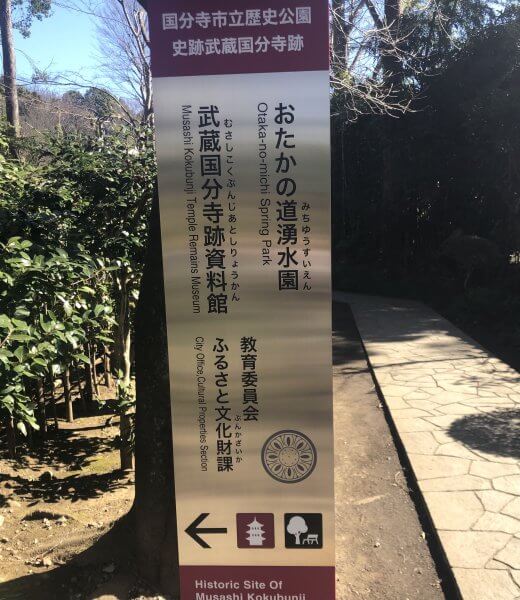 国分寺市立歴史公園
史跡武蔵国分寺跡
おたかの道湧水園
みちゆうすいえん
Otaka-no-michi Spring Park
武蔵国分寺跡資料館
むさしこくぶんじあとしりょうかん
Musashi Kokubunji Temple Remains Museum
教育委員会
ふるさと文化財課
ぶんかざいか
City Office,Cultural Properties Section
Historic Site Of
Musashi Kokubunji